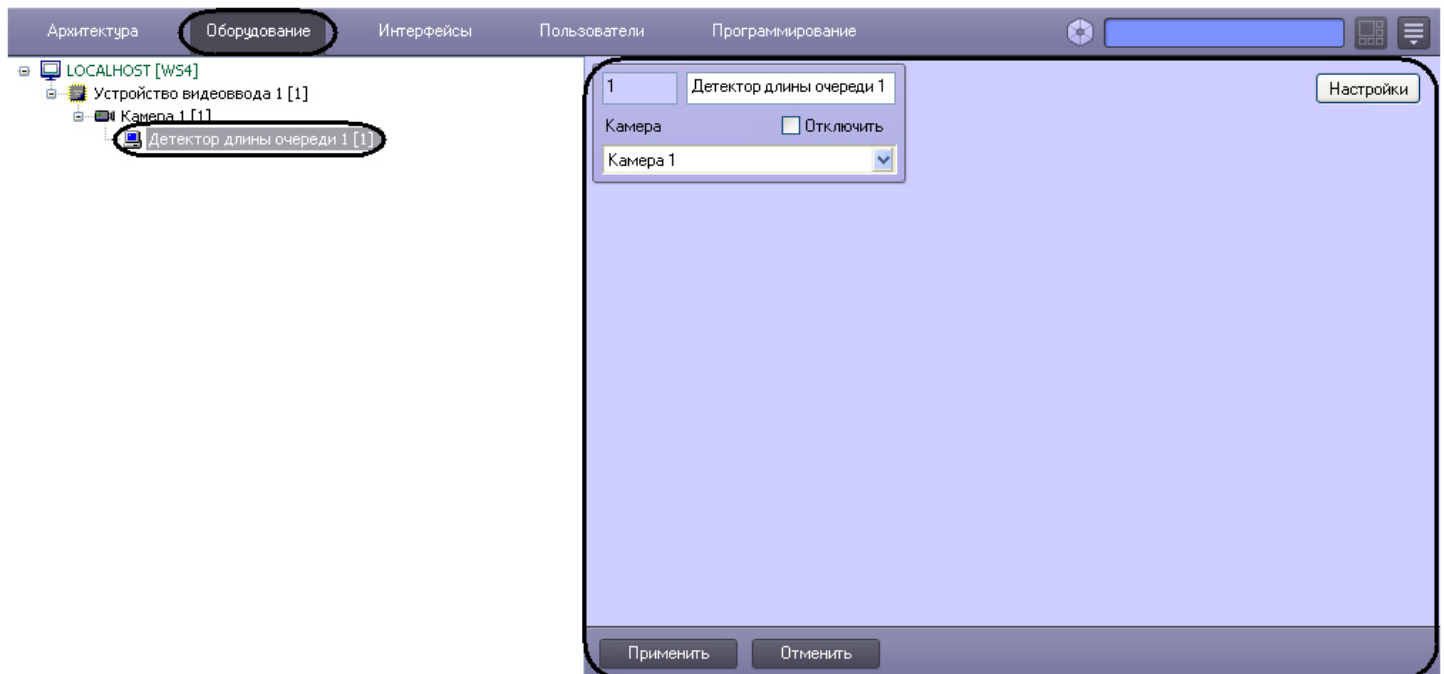 Архитектура Оборудование Интерфейсы Пользователи Программирование
LOCALHOST [WS4]
Устройство видеоввода 1 [1]
Камера 1 [1]
Детектор длины очереди 1 [1]
1 Детектор длины очереди 1
Настройки
Камера Отключить
Камера 1
Применить Отменить